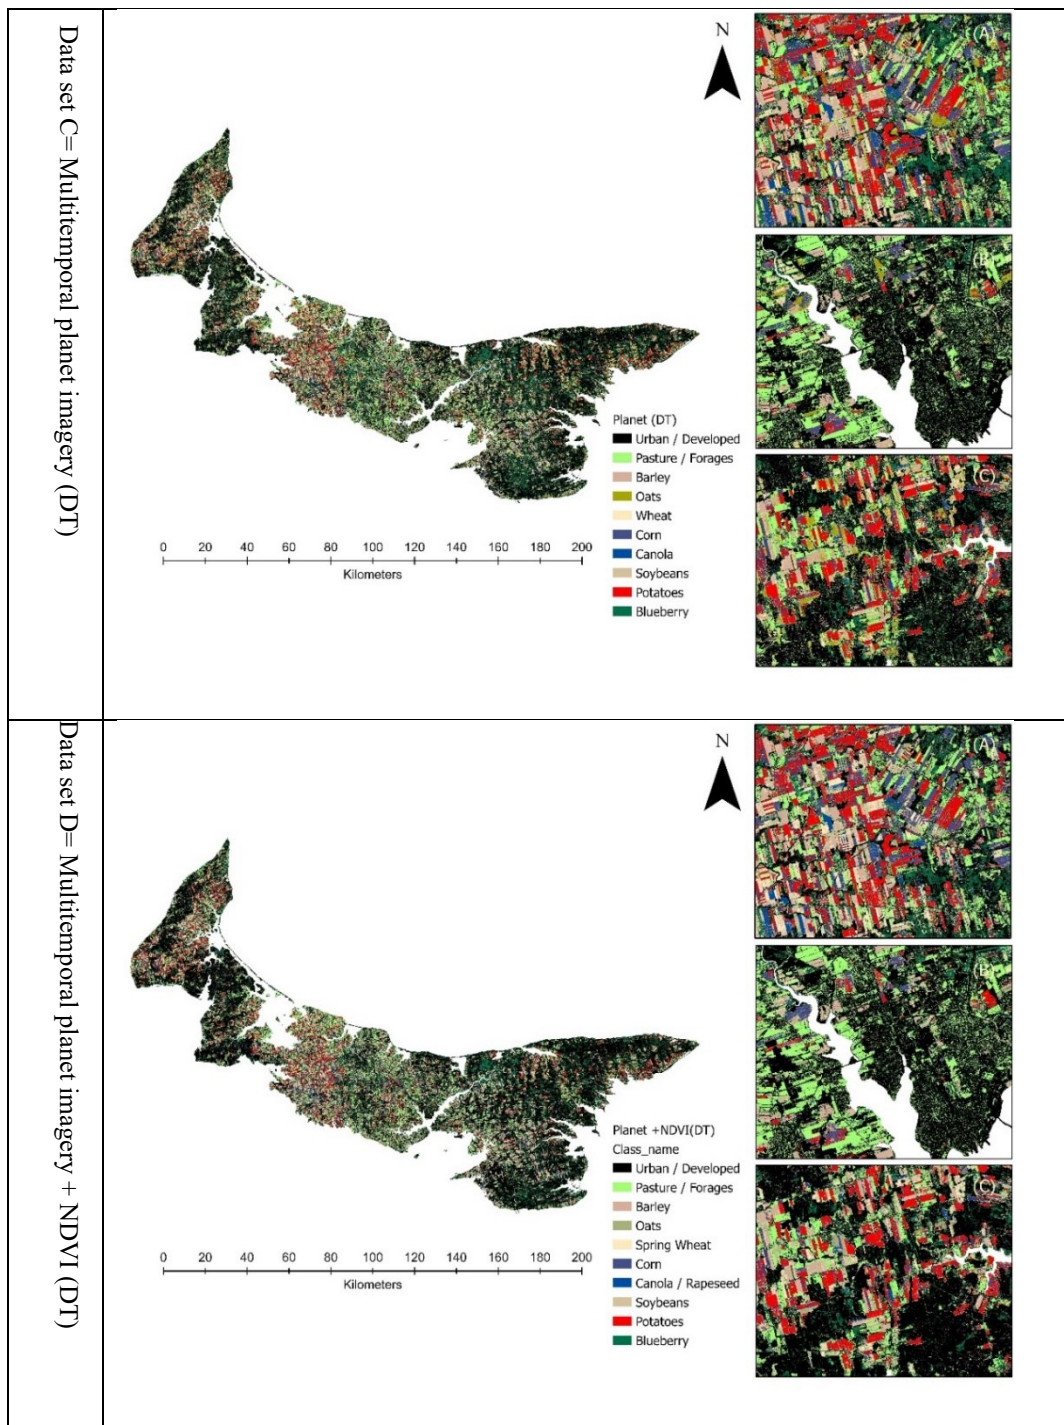 Data set C= Multitemporal planet imagery (DT)
N
(A)
(B)
(C)
Planet (DT)
Urban / Developed
Pasture / Forages
Barley
Oats
Wheat
Corn
Canola
Soybeans
Potatoes
Blueberry
0 20 40 60 80 100 120 140 160 180 200
Kilometers
Data set D= Multitemporal planet imagery + NDVI (DT)
N
(A)
(B)
(C)
Planet +NDVI(DT)
Class_name
Urban / Developed
Pasture / Forages
Barley
Oats
Spring Wheat
Corn
Canola / Rapeseed
Soybeans
Potatoes
Blueberry
0 20 40 60 80 100 120 140 160 180 200
Kilometers